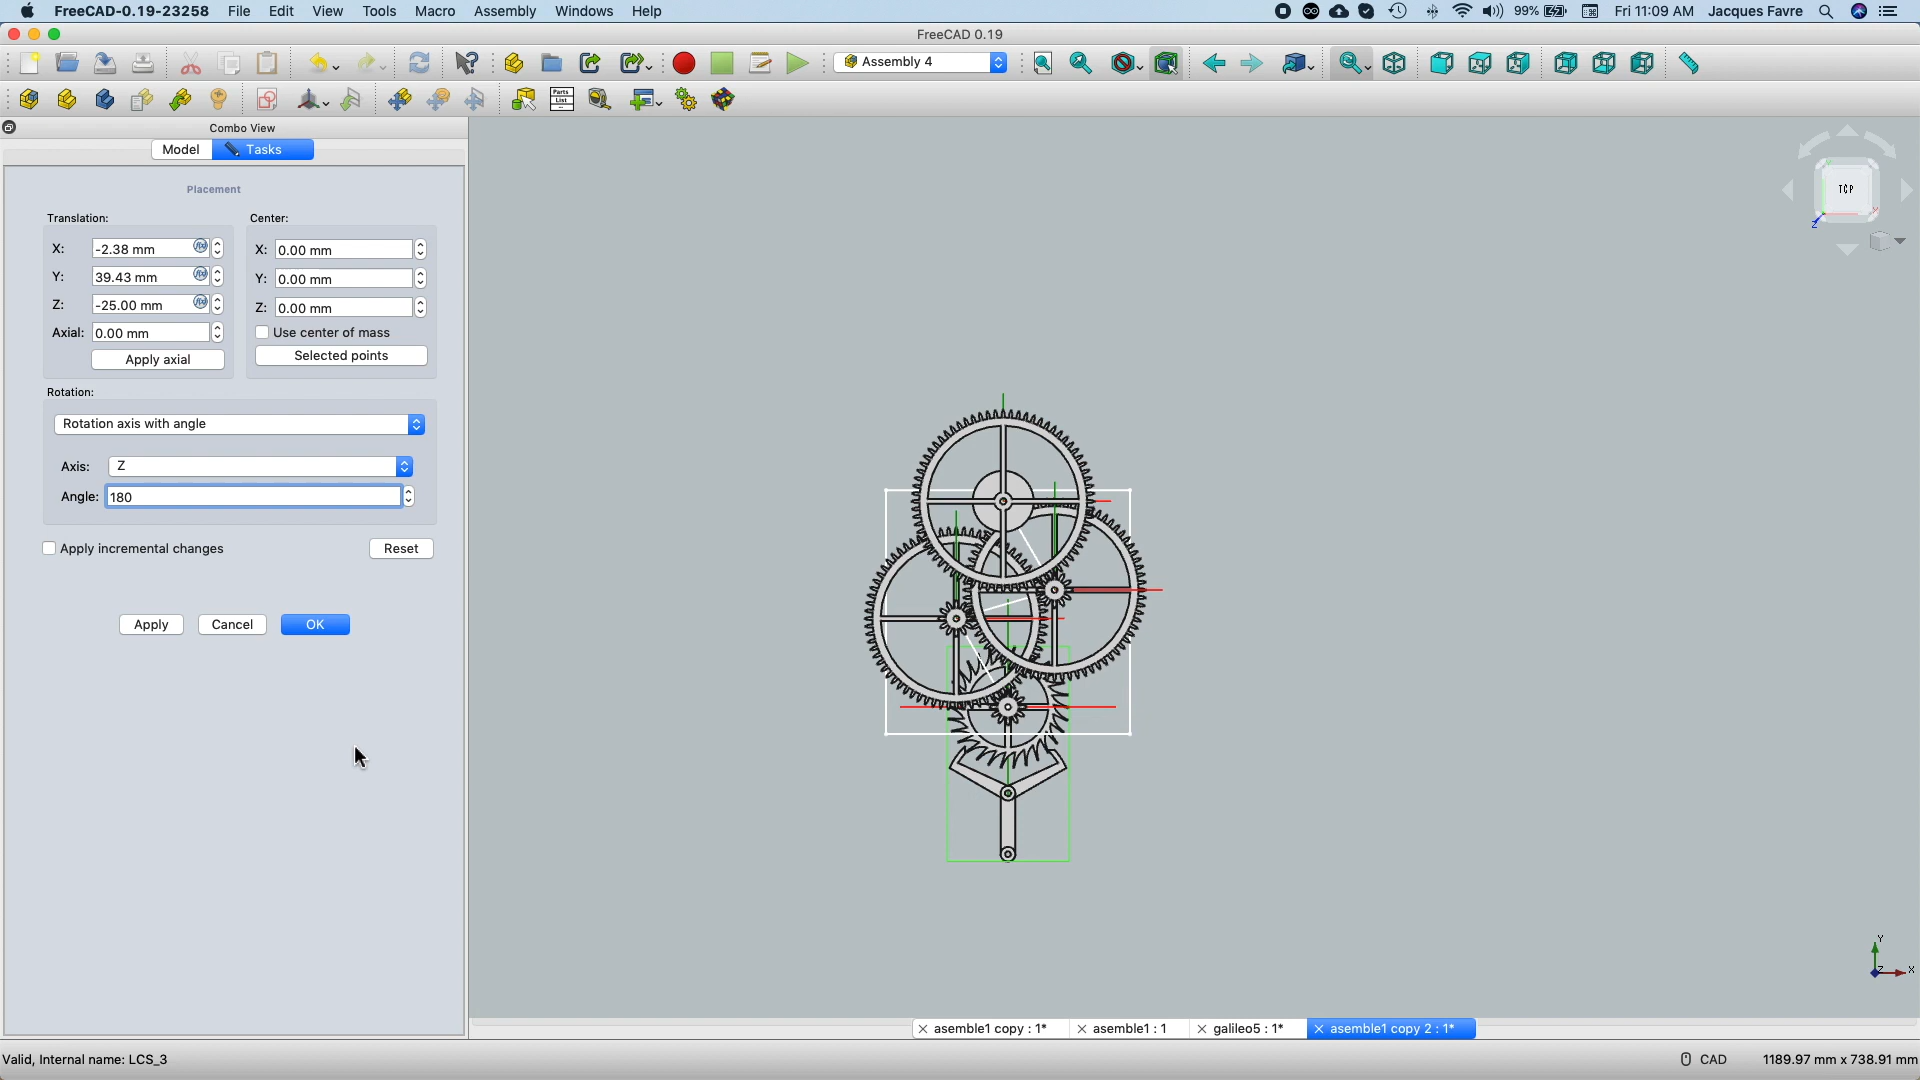 FreeCAD-0.19-23258 File Edit View Tools Macro Assembly Windows Help 99% Fri 11:09 AM Jacques Favre
FreeCAD 0.19
Assembly 4
Parts List
Combo View
Model Tasks
Placement
Translation: Center:
X: -2.38 mm X: 0.00 mm
Y: 39.43 mm Y: 0.00 mm
Z: -25.00 mm Z: 0.00 mm
Axial: 0.00 mm Use center of mass
Apply axial Selected points
Rotation:
Rotation axis with angle
Axis: Z
Angle: 180
Apply incremental changes Reset
Apply Cancel OK
TOP
Y
X
Z
Y
Z X
asemble1 copy : 1* asemble1 : 1 galileo5 : 1* asemble1 copy 2 : 1*
Valid, Internal name: LCS_3 CAD 1189.97 mm x 738.91 mm